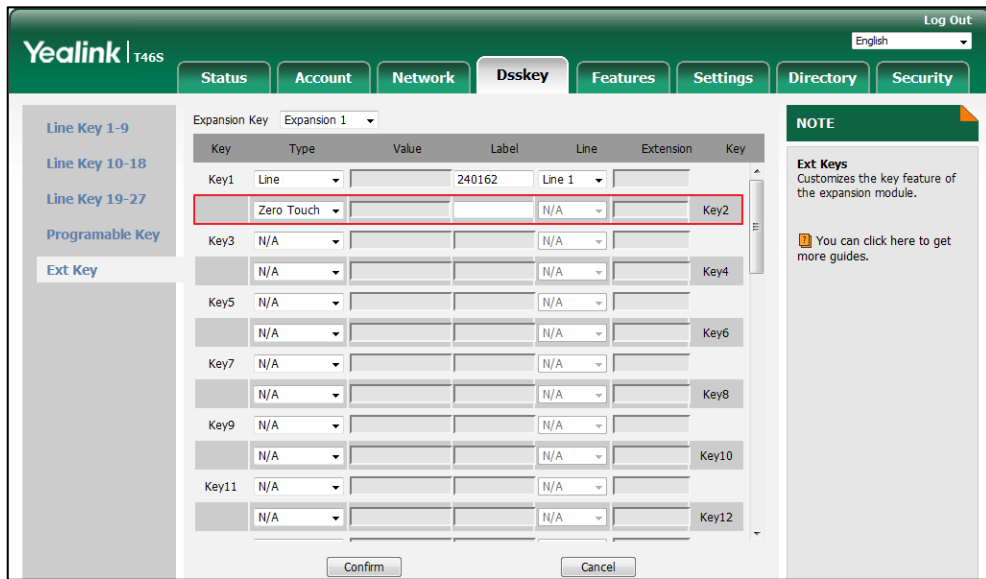 Log Out
Yealink T46S
English
Status Account Network Dsskey Features Settings Directory Security
Line Key 1-9
Line Key 10-18
Line Key 19-27
Programable Key
Ext Key
Expansion Key Expansion 1
Key Type Value Label Line Extension Key
Key1 Line 240162 Line 1
Zero Touch N/A Key2
Key3 N/A N/A
N/A N/A Key4
Key5 N/A N/A
N/A N/A Key6
Key7 N/A N/A
N/A N/A Key8
Key9 N/A N/A
N/A N/A Key10
Key11 N/A N/A
N/A N/A Key12
Confirm Cancel
NOTE
Ext Keys
Customizes the key feature of
the expansion module.
You can click here to get
more guides.